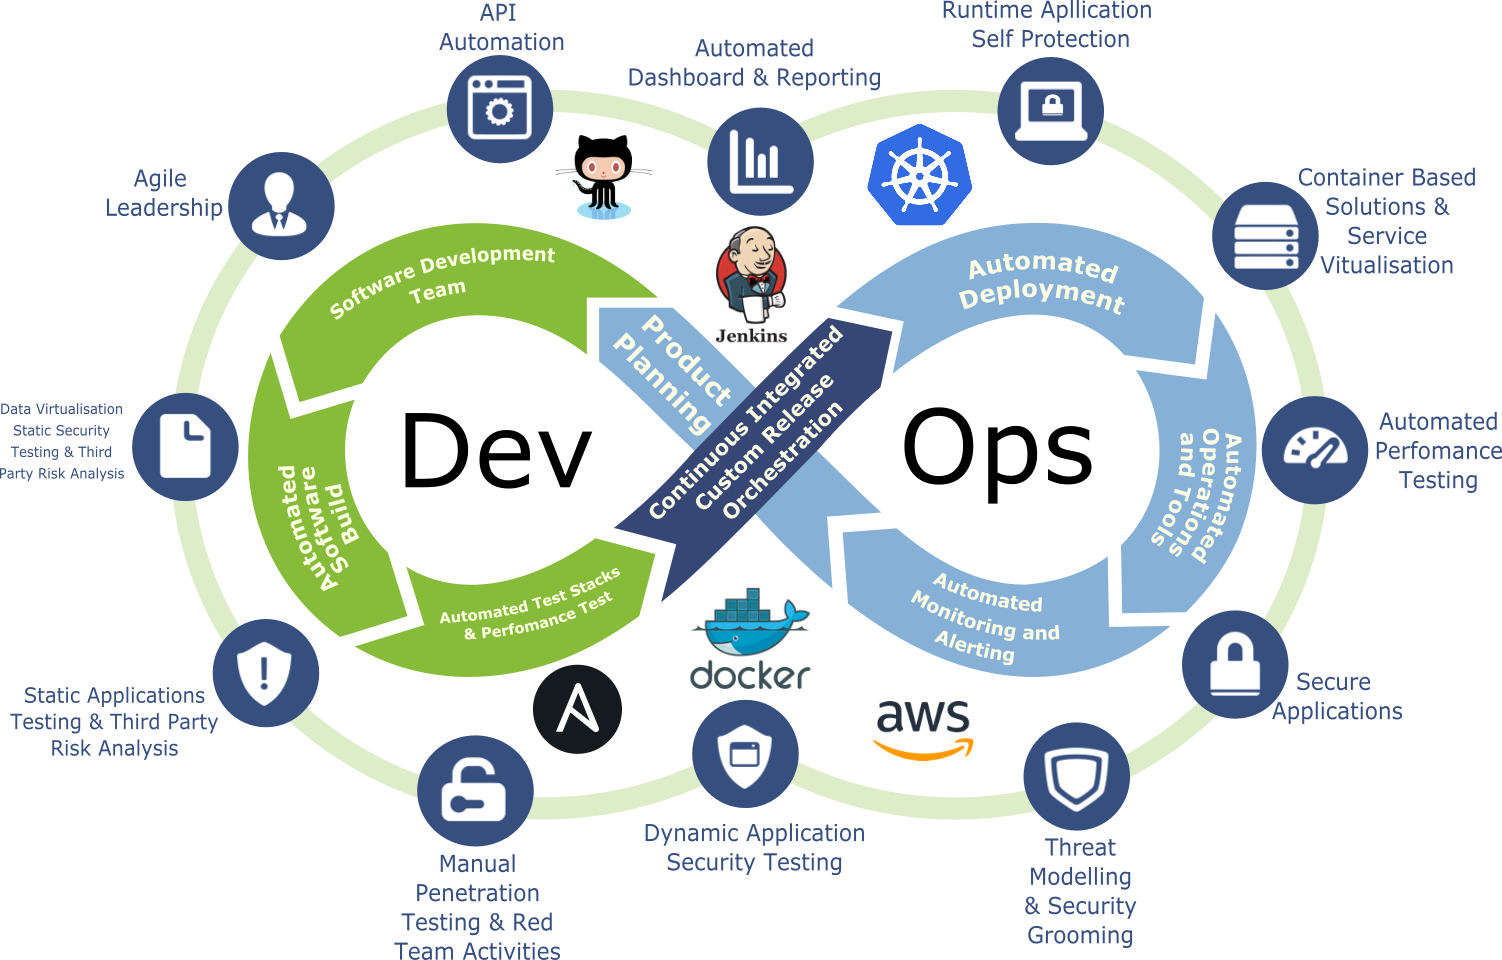 API
Automation
Runtime Apllication
Self Protection
Automated
Dashboard & Reporting
Agile
Leadership
Container Based
Solutions &
Service
Vitualisation
Software Development
Team
Jenkins
Automated
Deployment
Product
Planning
Continuous Integrated
Custom Release
Orchestration
Dev
Ops
Data Virtualisation
Static Security
Testing & Third
Party Risk Analysis
Automated
Perfomance
Testing
Automated
Software
Build
Automated
Operations
and Tools
Automated Test Stacks
& Perfomance Test
Automated
Monitoring and
Alerting
docker
aws
Static Applications
Testing & Third Party
Risk Analysis
Secure
Applications
Manual
Penetration
Testing & Red
Team Activities
Dynamic Application
Security Testing
Threat
Modelling
& Security
Grooming